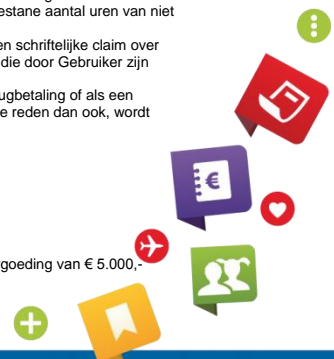 estane aantal uren van niet
en schriftelijke claim over
die door Gebruiker zijn
ugbetaling of als een
e reden dan ook, wordt
€
rgoeding van € 5.000,-